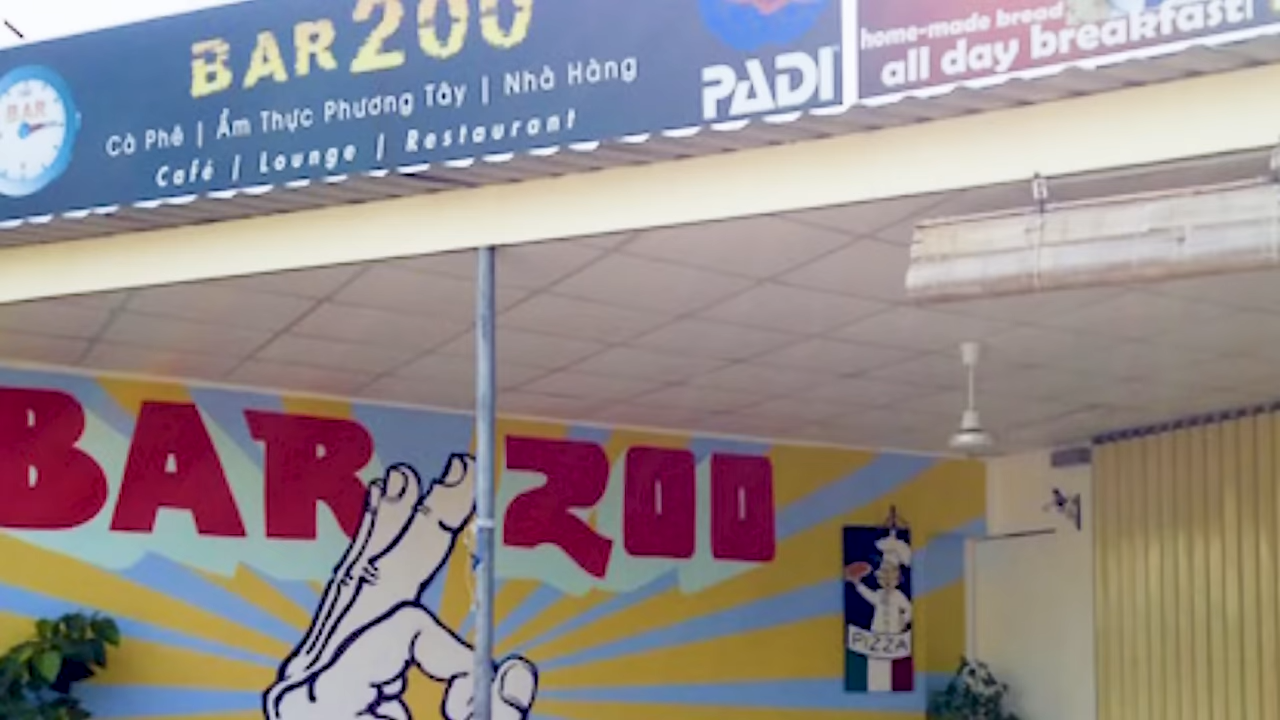 BAR 200
Cà Phê | Ẩm Thực Phương Tây | Nhà Hàng
Café | Lounge | Restaurant
BAR
PADI
home-made bread
all day breakfast!
BAR 200
PIZZA